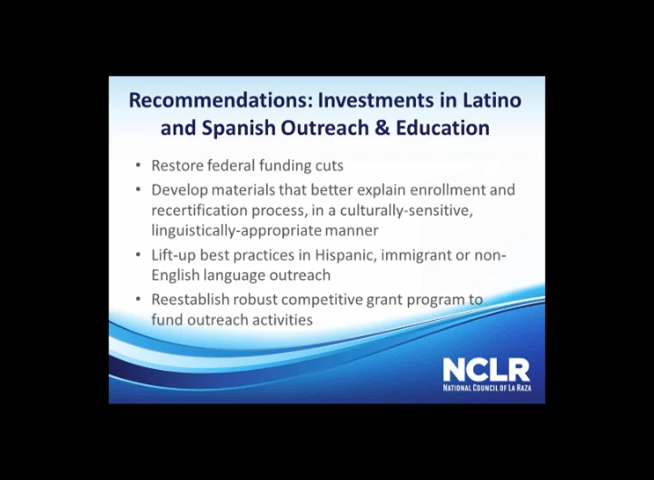 Recommendations: Investments in Latino
and Spanish Outreach & Education
• Restore federal funding cuts
• Develop materials that better explain enrollment and
recertification process, in a culturally-sensitive,
linguistically-appropriate manner
• Lift-up best practices in Hispanic, immigrant or non-
English language outreach
• Reestablish robust competitive grant program to
fund outreach activities
NCLR
NATIONAL COUNCIL OF LA RAZA